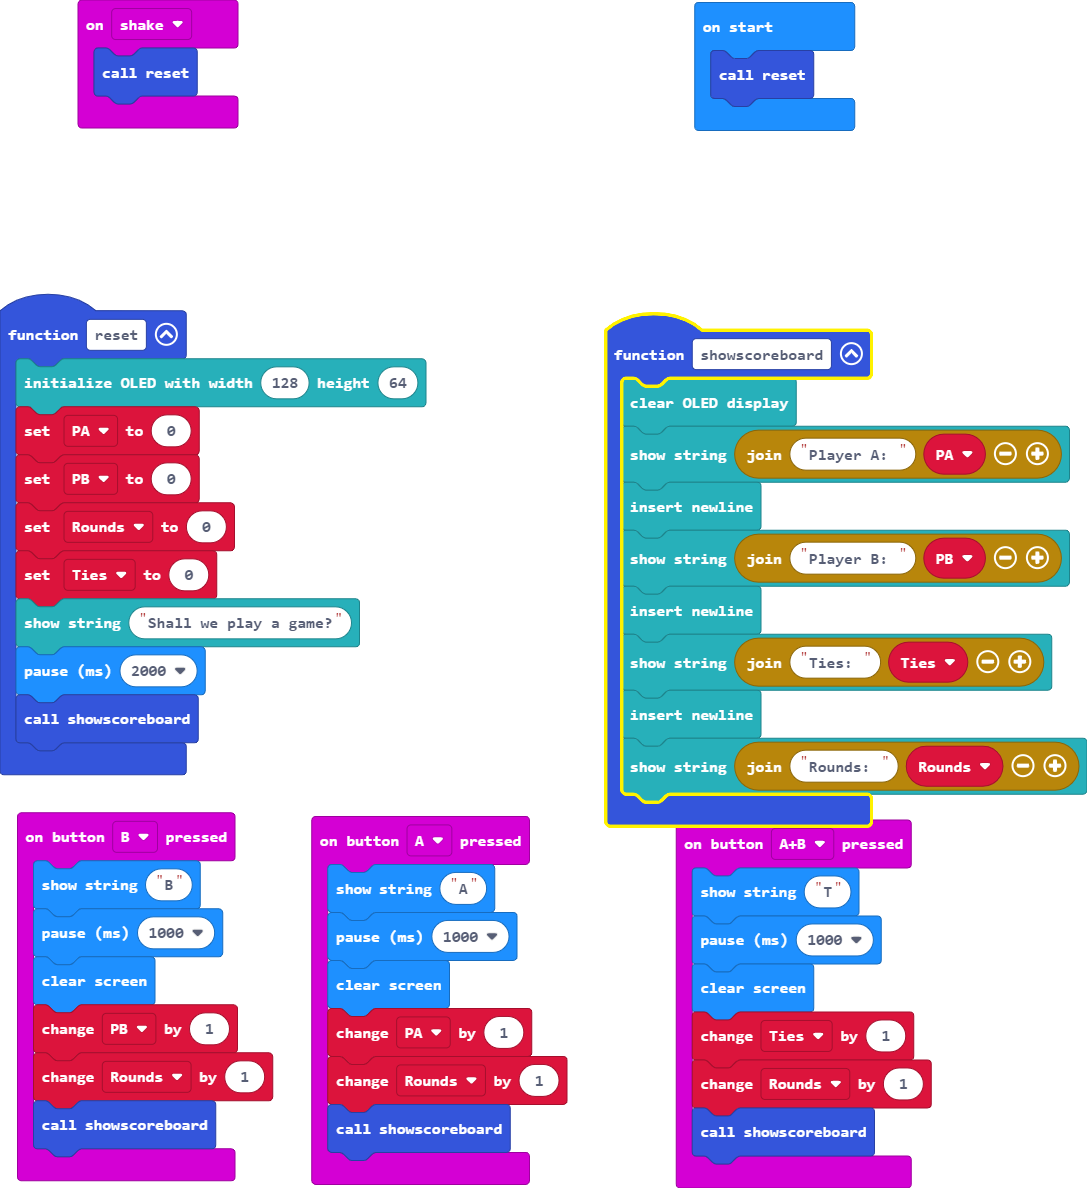 on shake
call reset
on start
call reset
function reset
initialize OLED with width 128 height 64
set PA to 0
set PB to 0
set Rounds to 0
set Ties to 0
show string "Shall we play a game?"
pause (ms) 2000
call showscoreboard
function showscoreboard
clear OLED display
show string join "Player A: " PA
insert newline
show string join "Player B: " PB
insert newline
show string join "Ties: " Ties
insert newline
show string join "Rounds: " Rounds
on button B pressed
show string "B"
pause (ms) 1000
clear screen
change PB by 1
change Rounds by 1
call showscoreboard
on button A pressed
show string "A"
pause (ms) 1000
clear screen
change PA by 1
change Rounds by 1
call showscoreboard
on button A+B pressed
show string "T"
pause (ms) 1000
clear screen
change Ties by 1
change Rounds by 1
call showscoreboard